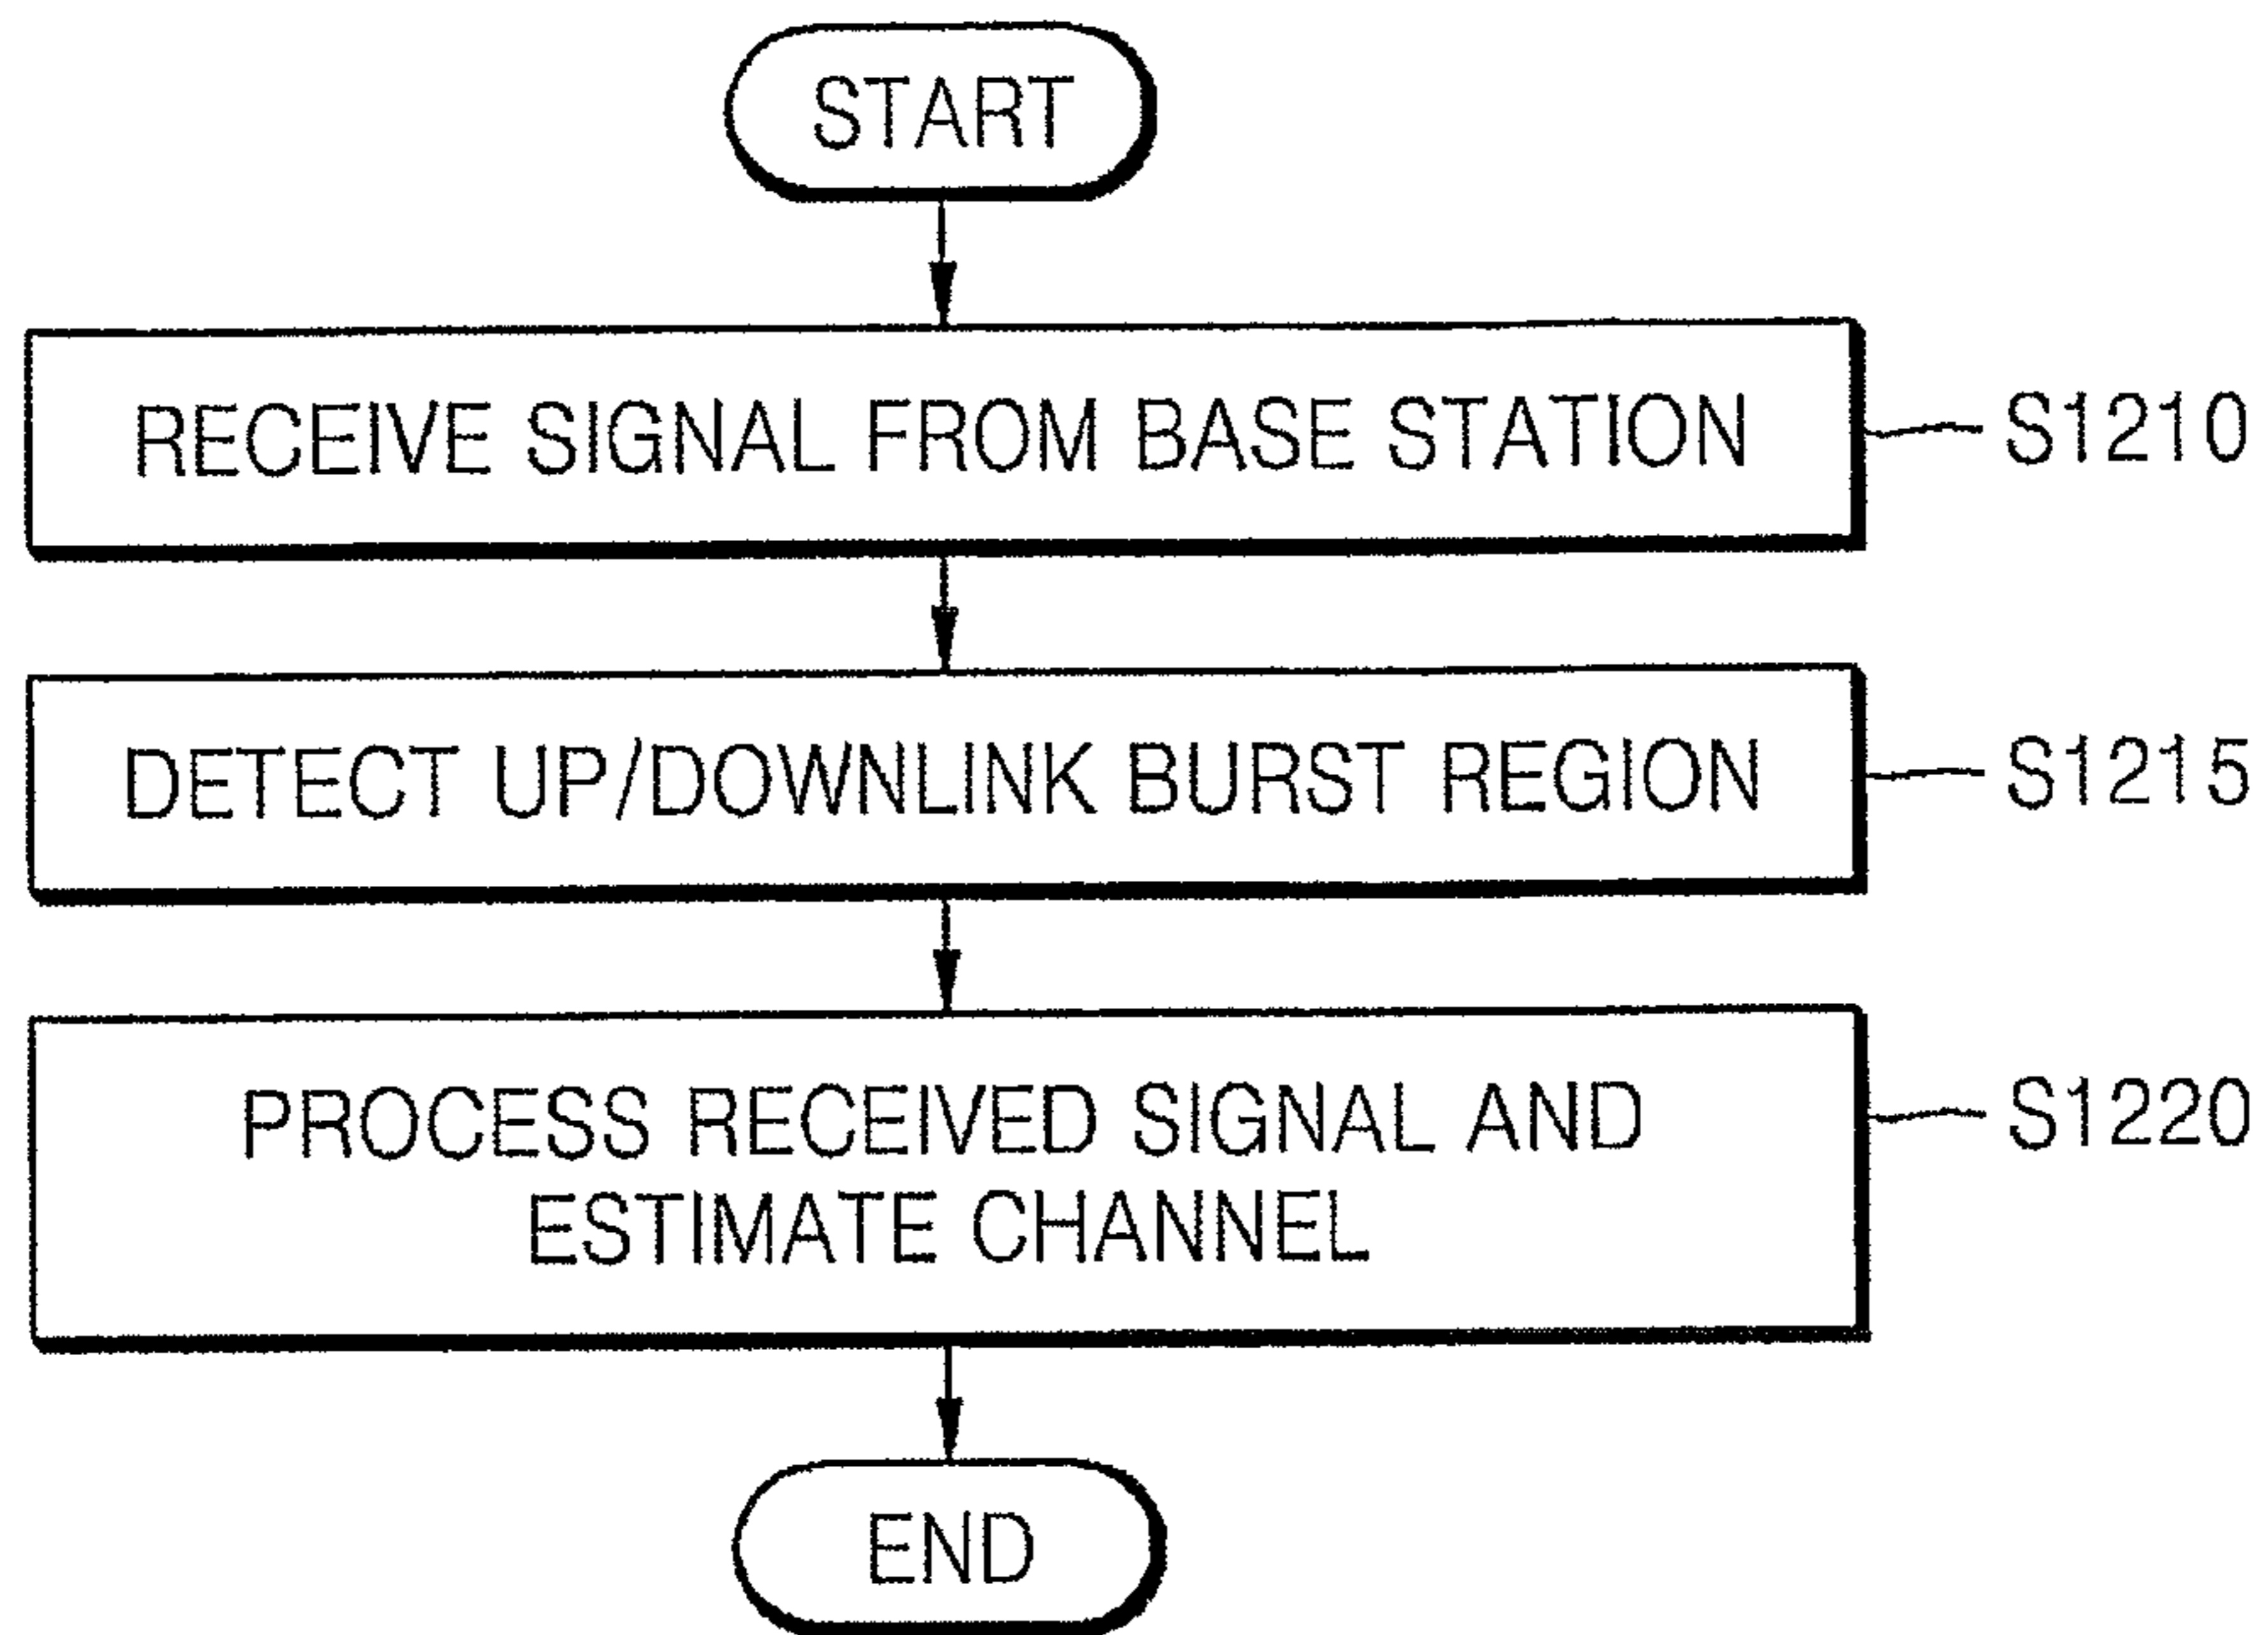 START
RECEIVE SIGNAL FROM BASE STATION
S1210
DETECT UP/DOWNLINK BURST REGION
S1215
PROCESS RECEIVED SIGNAL AND
ESTIMATE CHANNEL
S1220
END